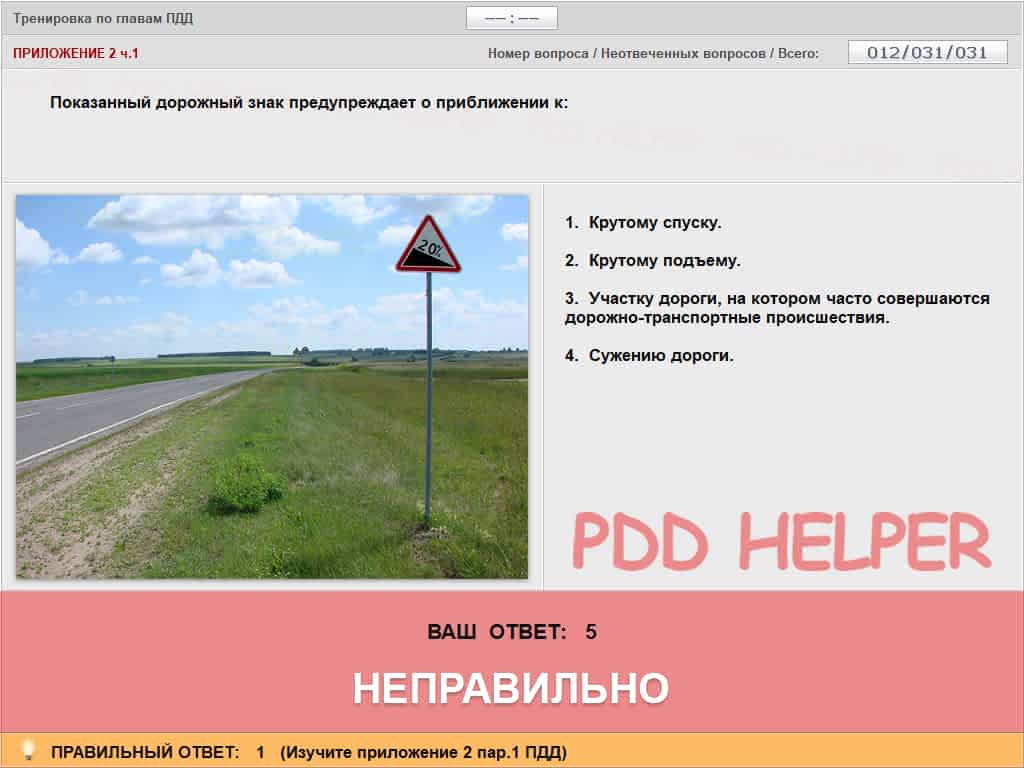 Тренировка по главам ПДД
—— : ——
ПРИЛОЖЕНИЕ 2 ч.1
Номер вопроса / Неотвеченных вопросов / Всего:
012/031/031
Показанный дорожный знак предупреждает о приближении к:
20%
1. Крутому спуску.
2. Крутому подъему.
3. Участку дороги, на котором часто совершаются
дорожно-транспортные происшествия.
4. Сужению дороги.
PDD HELPER
ВАШ ОТВЕТ: 5
НЕПРАВИЛЬНО
ПРАВИЛЬНЫЙ ОТВЕТ: 1 (Изучите приложение 2 пар.1 ПДД)